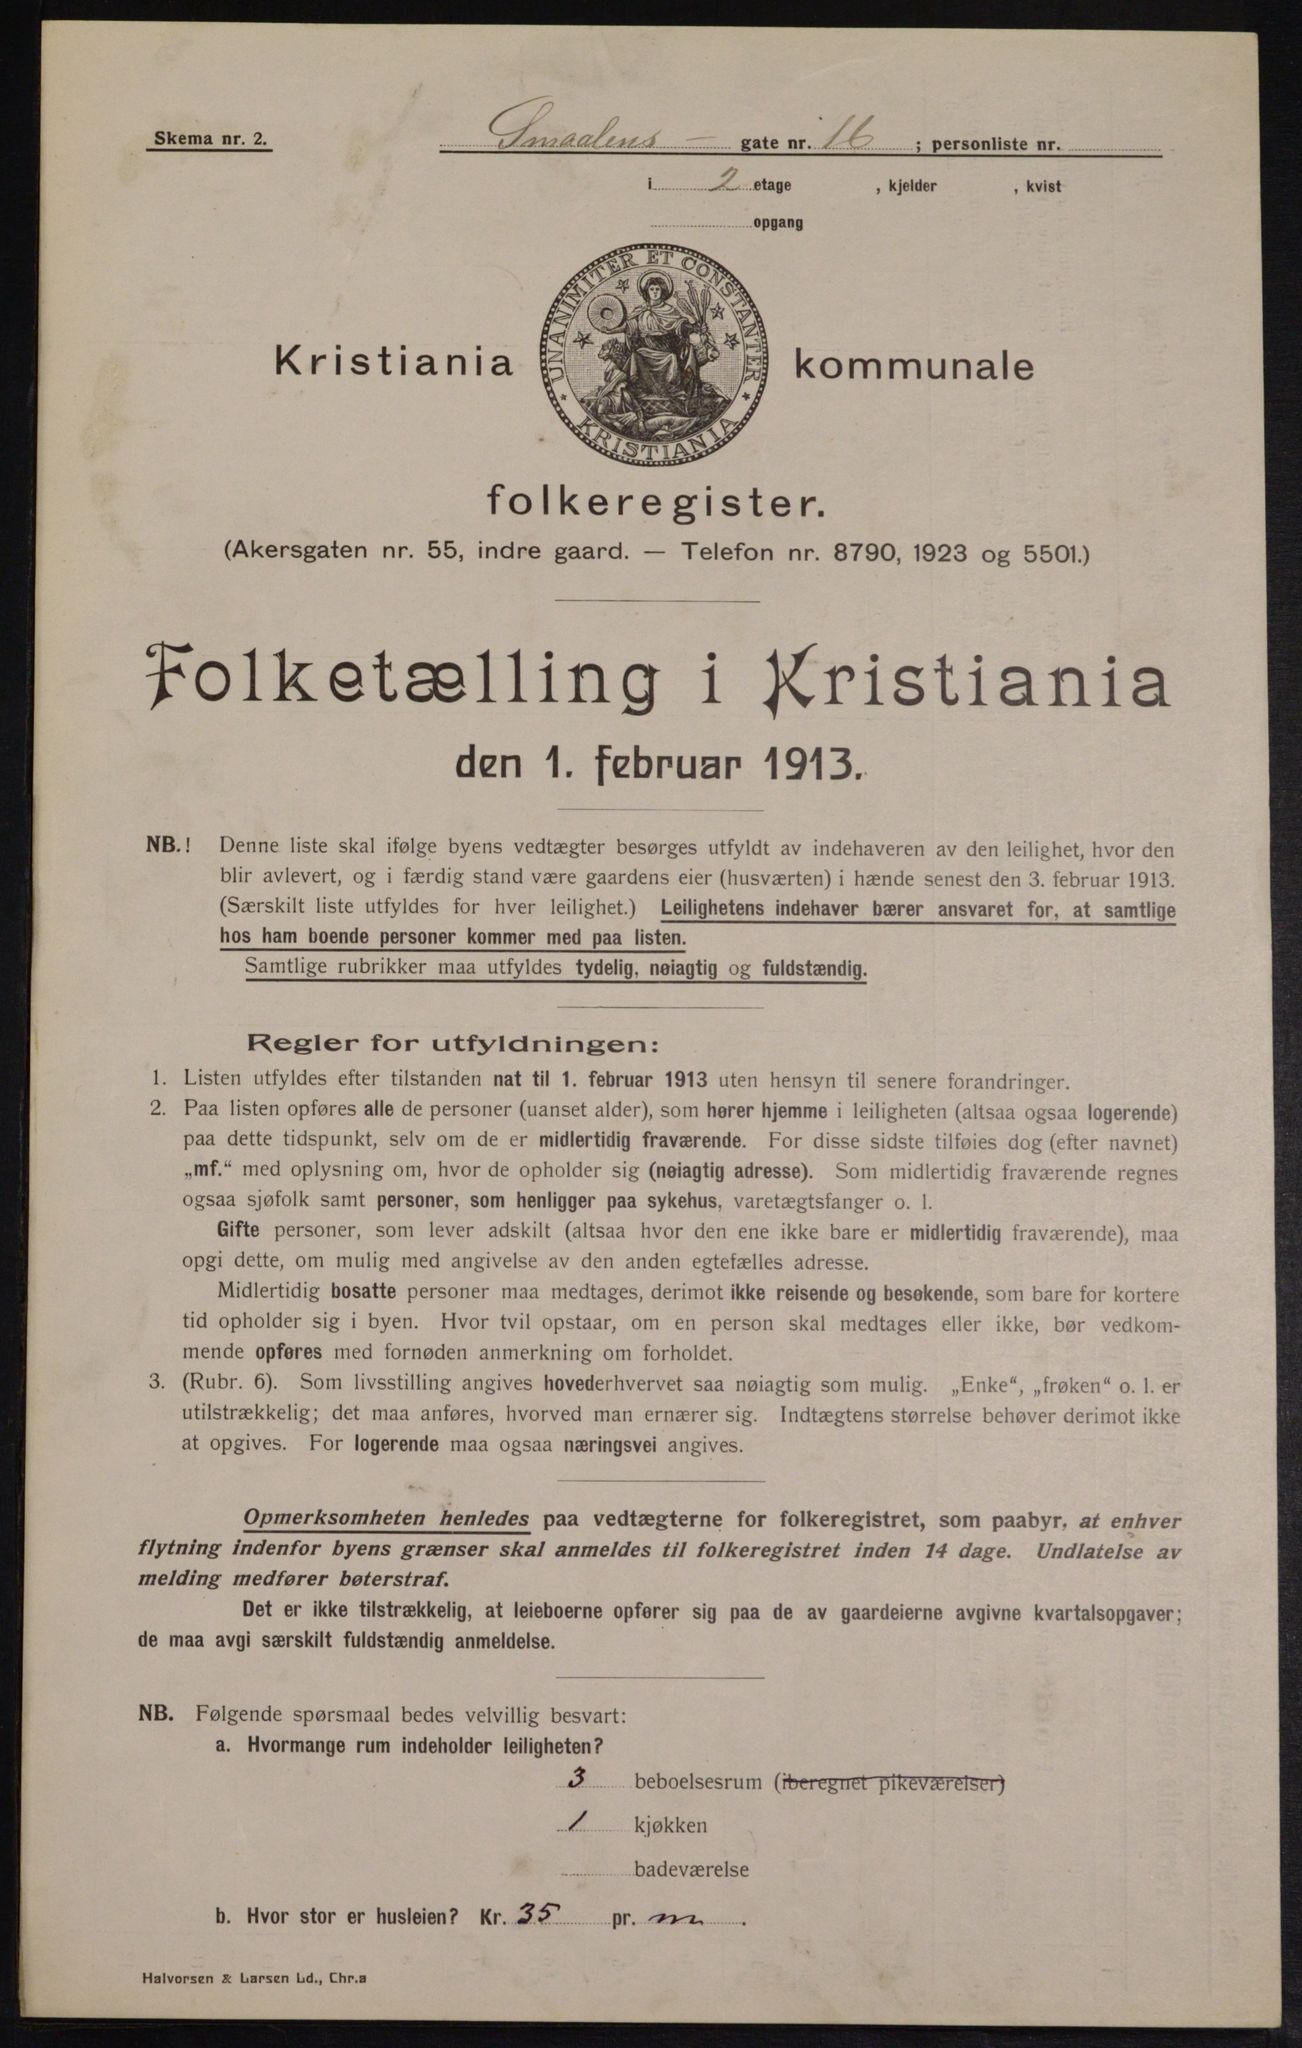 Skema nr. 2.
Smaalens – gate nr. 16 ; personliste nr.
i 2 etage , kjelder , kvist
opgang
UNANIMITER ET CONSTANTER
KRISTIANIA
Kristiania kommunale
folkeregister.
(Akersgaten nr. 55, indre gaard. — Telefon nr. 8790, 1923 og 5501.)
Folketælling i Kristiania
den 1. februar 1913.
NB.! Denne liste skal ifølge byens vedtægter besørges utfyldt av indehaveren av den leilighet, hvor den
blir avlevert, og i færdig stand være gaardens eier (husværten) i hænde senest den 3. februar 1913.
(Særskilt liste utfyldes for hver leilighet.) Leilighetens indehaver bærer ansvaret for, at samtlige
hos ham boende personer kommer med paa listen.
Samtlige rubrikker maa utfyldes tydelig, nøiagtig og fuldstændig.
Regler for utfyldningen:
1. Listen utfyldes efter tilstanden nat til 1. februar 1913 uten hensyn til senere forandringer.
2. Paa listen opføres alle de personer (uanset alder), som hører hjemme i leiligheten (altsaa ogsaa logerende)
paa dette tidspunkt, selv om de er midlertidig fraværende. For disse sidste tilføies dog (efter navnet)
„mf.“ med oplysning om, hvor de opholder sig (nøiagtig adresse). Som midlertidig fraværende regnes
ogsaa sjøfolk samt personer, som henligger paa sykehus, varetægtsfanger o. l.
Gifte personer, som lever adskilt (altsaa hvor den ene ikke bare er midlertidig fraværende), maa
opgi dette, om mulig med angivelse av den anden egtefælles adresse.
Midlertidig bosatte personer maa medtages, derimot ikke reisende og besøkende, som bare for kortere
tid opholder sig i byen. Hvor tvil opstaar, om en person skal medtages eller ikke, bør vedkom-
mende opføres med fornøden anmerkning om forholdet.
3. (Rubr. 6). Som livsstilling angives hovederhvervet saa nøiagtig som mulig. „Enke“, „frøken“ o. l. er
utilstrækkelig; det maa anføres, hvorved man ernærer sig. Indtægtens størrelse behøver derimot ikke
at opgives. For logerende maa ogsaa næringsvei angives.
Opmerksomheten henledes paa vedtægterne for folkeregistret, som paabyr, at enhver
flytning indenfor byens grænser skal anmeldes til folkeregistret inden 14 dage. Undlatelse av
melding medfører bøterstraf.
Det er ikke tilstrækkelig, at leieboerne opfører sig paa de av gaardeierne avgivne kvartalsopgaver;
de maa avgi særskilt fuldstændig anmeldelse.
NB. Følgende spørsmaal bedes velvillig besvart:
a. Hvormange rum indeholder leiligheten?
3 beboelsesrum (iberegnet pikeværelser)
1 kjøkken
badeværelse
b. Hvor stor er husleien? Kr. 35 pr. m.
Halvorsen & Larsen Ld., Chr.a